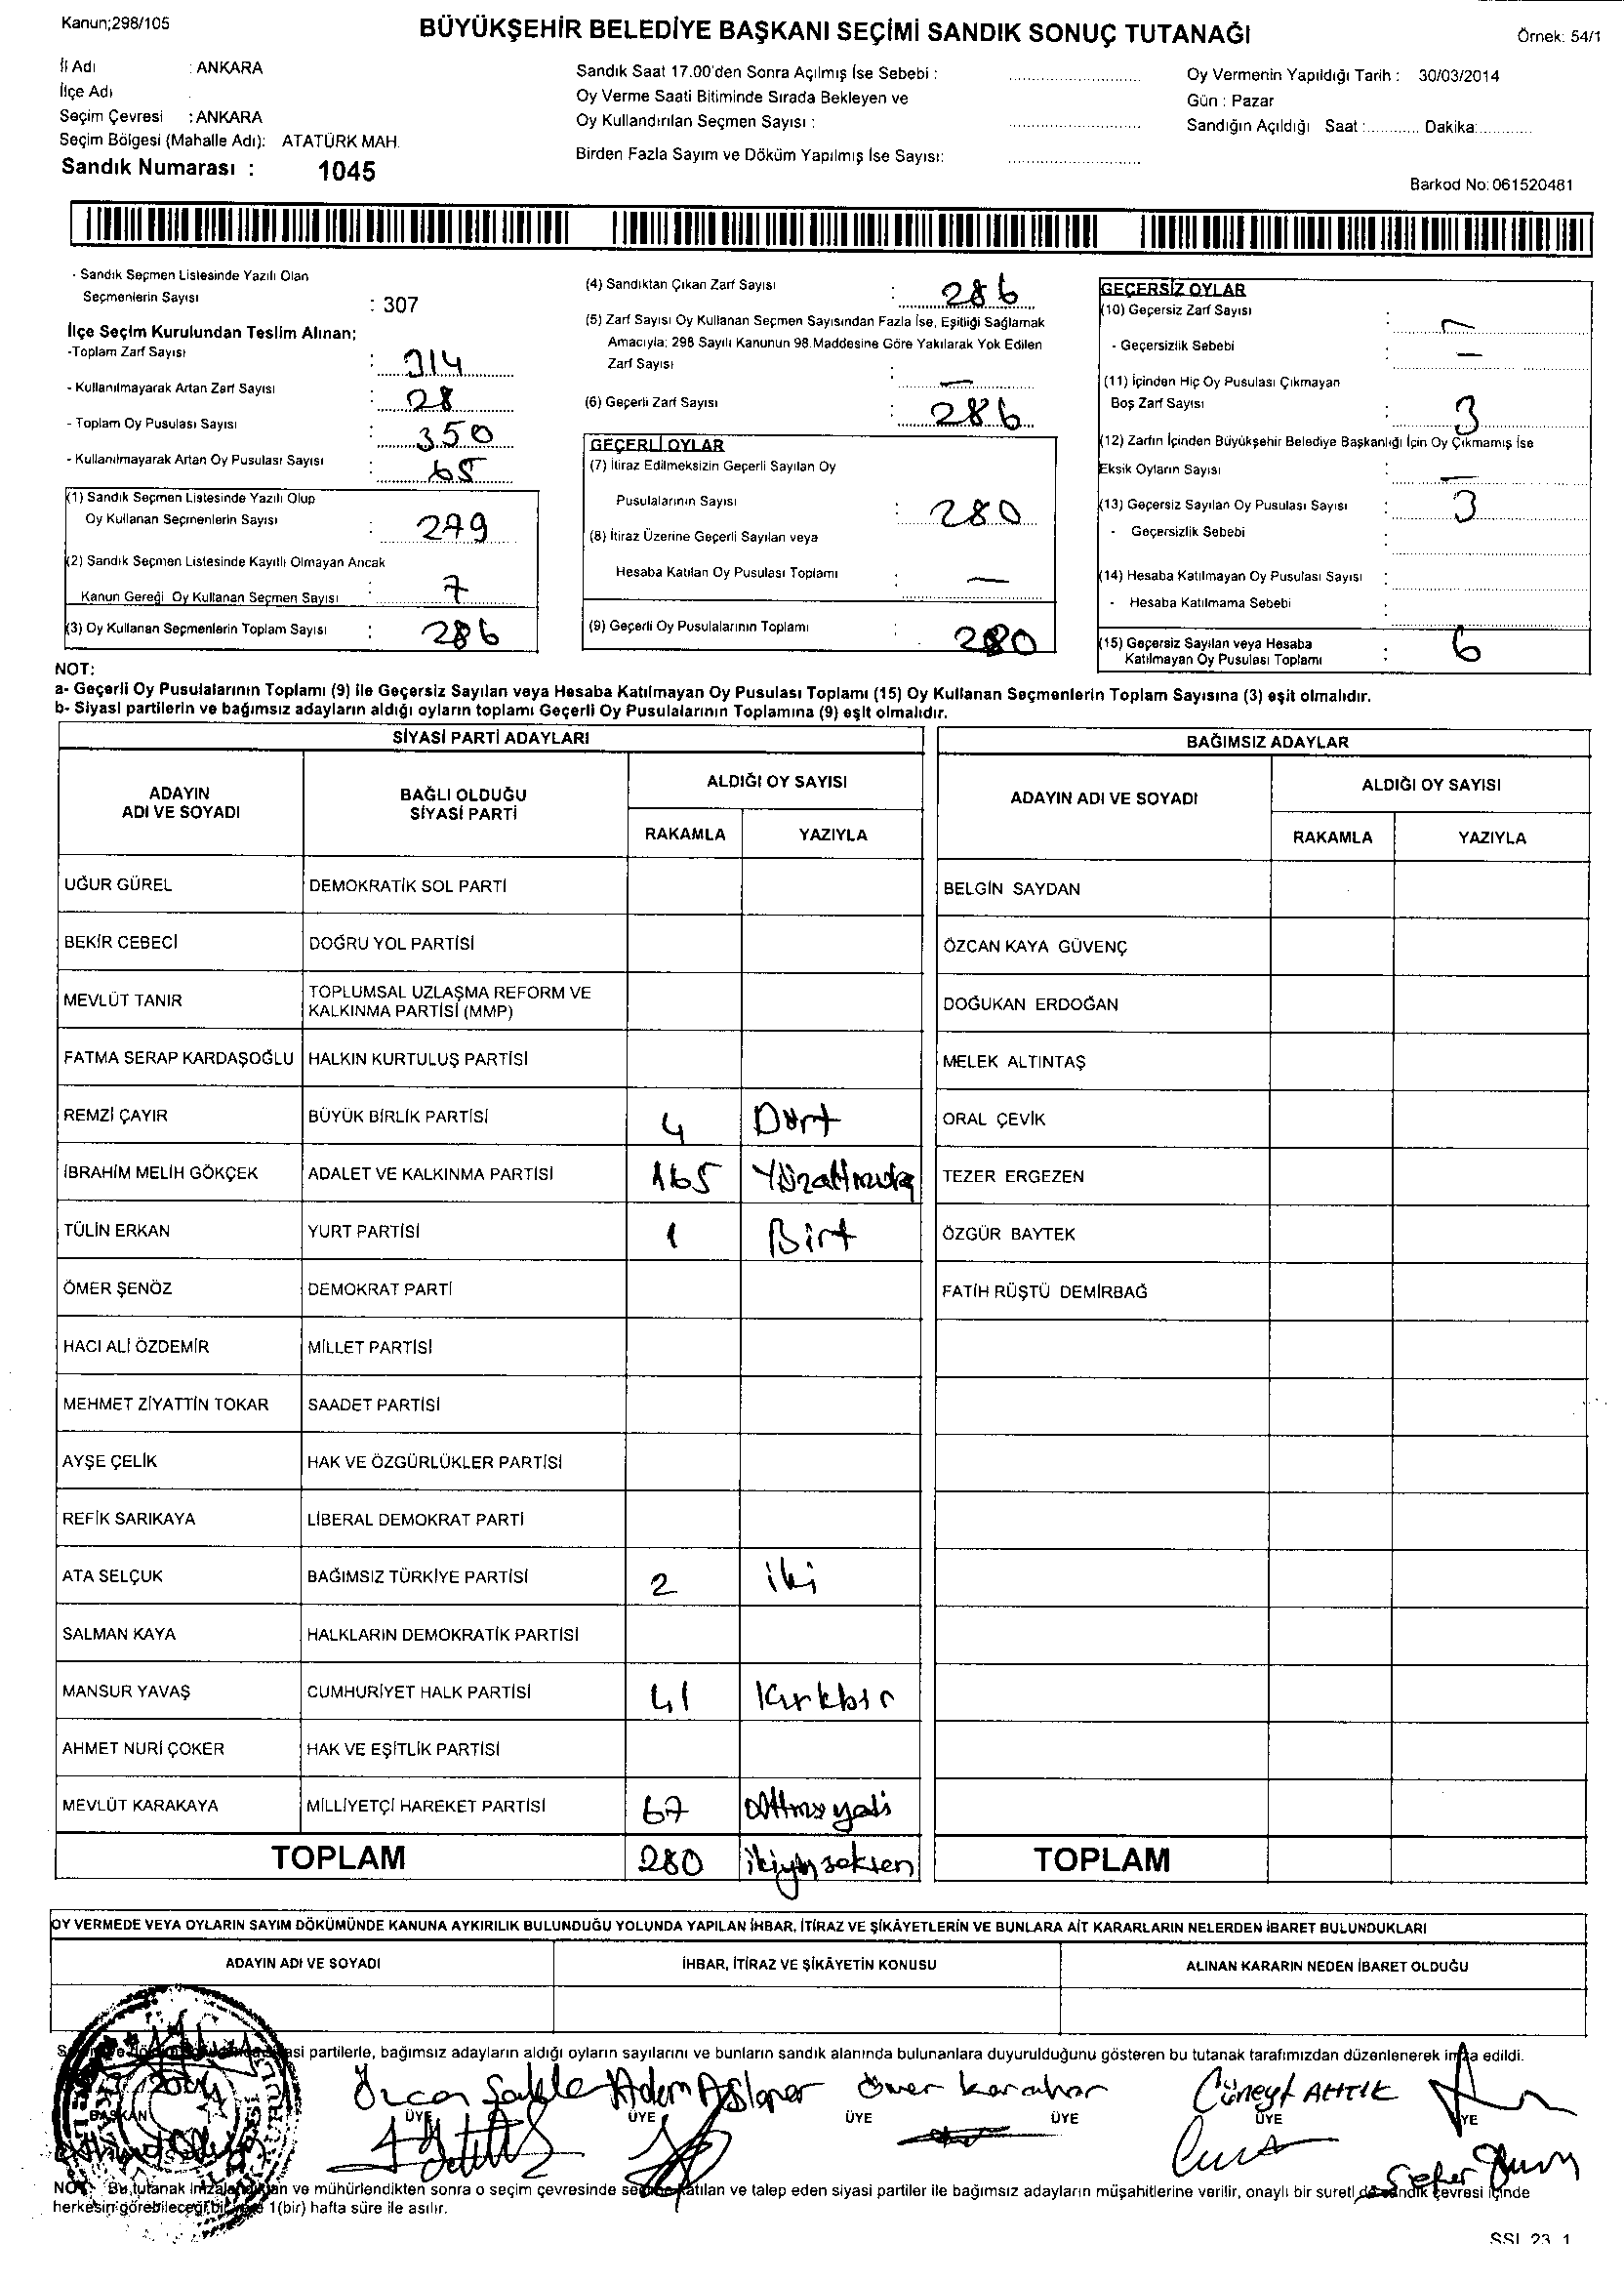 Kanun;298/105
BÜYÜKŞEHİR BELEDİYE BAŞKANI SEÇİMİ SANDIK SONUÇ TUTANAĞI
Örnek: 54/1
İl Adı : ANKARA
İlçe Adı
Seçim Çevresi : ANKARA
Seçim Bölgesi (Mahalle Adı): ATATÜRK MAH.
Sandık Numarası : 1045
Sandık Saat 17.00'den Sonra Açılmış İse Sebebi :
Oy Verme Saati Bitiminde Sırada Bekleyen ve
Oy Kullandırılan Seçmen Sayısı :
Birden Fazla Sayım ve Döküm Yapılmış İse Sayısı:
Oy Vermenin Yapıldığı Tarih : 30/03/2014
Gün : Pazar
Sandığın Açıldığı Saat :............ Dakika:............
Barkod No: 061520481
- Sandık Seçmen Listesinde Yazılı Olan
Seçmenlerin Sayısı : 307
İlçe Seçim Kurulundan Teslim Alınan;
-Toplam Zarf Sayısı : 314
- Kullanılmayarak Artan Zarf Sayısı : 28
- Toplam Oy Pusulası Sayısı : 350
- Kullanılmayarak Artan Oy Pusulası Sayısı : 65
(1) Sandık Seçmen Listesinde Yazılı Olup
Oy Kullanan Seçmenlerin Sayısı : 279
(2) Sandık Seçmen Listesinde Kayıtlı Olmayan Ancak
Kanun Gereği Oy Kullanan Seçmen Sayısı : 7
(3) Oy Kullanan Seçmenlerin Toplam Sayısı : 286
(4) Sandıktan Çıkan Zarf Sayısı : 286
(5) Zarf Sayısı Oy Kullanan Seçmen Sayısından Fazla İse, Eşitliği Sağlamak
Amacıyla; 298 Sayılı Kanunun 98.Maddesine Göre Yakılarak Yok Edilen
Zarf Sayısı : —
(6) Geçerli Zarf Sayısı : 286
GEÇERLİ OYLAR
(7) İtiraz Edilmeksizin Geçerli Sayılan Oy
Pusulalarının Sayısı : 280
(8) İtiraz Üzerine Geçerli Sayılan veya
Hesaba Katılan Oy Pusulası Toplamı : —
(9) Geçerli Oy Pusulalarının Toplamı : 280
GEÇERSİZ OYLAR
(10) Geçersiz Zarf Sayısı : —
- Geçersizlik Sebebi : —
(11) İçinden Hiç Oy Pusulası Çıkmayan
Boş Zarf Sayısı : 3
(12) Zarfın İçinden Büyükşehir Belediye Başkanlığı İçin Oy Çıkmamış İse
Eksik Oyların Sayısı : —
(13) Geçersiz Sayılan Oy Pusulası Sayısı : 3
- Geçersizlik Sebebi :
(14) Hesaba Katılmayan Oy Pusulası Sayısı :
- Hesaba Katılmama Sebebi :
(15) Geçersiz Sayılan veya Hesaba
Katılmayan Oy Pusulası Toplamı : 6
NOT:
a- Geçerli Oy Pusulalarının Toplamı (9) ile Geçersiz Sayılan veya Hesaba Katılmayan Oy Pusulası Toplamı (15) Oy Kullanan Seçmenlerin Toplam Sayısına (3) eşit olmalıdır.
b- Siyasi partilerin ve bağımsız adayların aldığı oyların toplamı Geçerli Oy Pusulalarının Toplamına (9) eşit olmalıdır.
SİYASİ PARTİ ADAYLARI
ADAYIN ADI VE SOYADI
BAĞLI OLDUĞU SİYASİ PARTİ
ALDIĞI OY SAYISI
RAKAMLA YAZIYLA
UĞUR GÜREL DEMOKRATİK SOL PARTİ
BEKİR CEBECİ DOĞRU YOL PARTİSİ
MEVLÜT TANIR TOPLUMSAL UZLAŞMA REFORM VE
KALKINMA PARTİSİ (MMP)
FATMA SERAP KARDAŞOĞLU HALKIN KURTULUŞ PARTİSİ
REMZİ ÇAYIR BÜYÜK BİRLİK PARTİSİ 4 Dört
İBRAHİM MELİH GÖKÇEK ADALET VE KALKINMA PARTİSİ 165
TÜLİN ERKAN YURT PARTİSİ 1 Birt
ÖMER ŞENÖZ DEMOKRAT PARTİ
HACI ALİ ÖZDEMİR MİLLET PARTİSİ
MEHMET ZİYATTİN TOKAR SAADET PARTİSİ
AYŞE ÇELİK HAK VE ÖZGÜRLÜKLER PARTİSİ
REFİK SARIKAYA LİBERAL DEMOKRAT PARTİ
ATA SELÇUK BAĞIMSIZ TÜRKİYE PARTİSİ 2 iki
SALMAN KAYA HALKLARIN DEMOKRATİK PARTİSİ
MANSUR YAVAŞ CUMHURİYET HALK PARTİSİ 41 Kırkbir
AHMET NURİ ÇOKER HAK VE EŞİTLİK PARTİSİ
MEVLÜT KARAKAYA MİLLİYETÇİ HAREKET PARTİSİ 67 Altmışyedi
TOPLAM 280 ikiyüzseksen
BAĞIMSIZ ADAYLAR
ADAYIN ADI VE SOYADI
ALDIĞI OY SAYISI
RAKAMLA YAZIYLA
BELGİN SAYDAN
ÖZCAN KAYA GÜVENÇ
DOĞUKAN ERDOĞAN
MELEK ALTINTAŞ
ORAL ÇEVİK
TEZER ERGEZEN
ÖZGÜR BAYTEK
FATİH RÜŞTÜ DEMİRBAĞ
TOPLAM
OY VERMEDE VEYA OYLARIN SAYIM DÖKÜMÜNDE KANUNA AYKIRILIK BULUNDUĞU YOLUNDA YAPILAN İHBAR, İTİRAZ VE ŞİKÂYETLERİN VE BUNLARA AİT KARARLARIN NELERDEN İBARET BULUNDUKLARI
ADAYIN ADI VE SOYADI
İHBAR, İTİRAZ VE ŞİKÂYETİN KONUSU
ALINAN KARARIN NEDEN İBARET OLDUĞU
partilerle, bağımsız adayların aldığı oyların sayılarını ve bunların sandık alanında bulunanlara duyurulduğunu gösteren bu tutanak tarafımızdan düzenlenerek imza edildi.
Özcan Adem Aslaner Ömer Karahar Cüneyt
BAŞKAN ÜYE ÜYE ÜYE ÜYE ÜYE ÜYE
Sefer
NOT: Bu tutanak ve mühürlendikten sonra o seçim çevresinde seçime katılan ve talep eden siyasi partiler ile bağımsız adayların müşahitlerine verilir, onaylı bir sureti de sandık çevresi içinde
herkesin görebileceği bir yere 1(bir) hafta süre ile asılır.